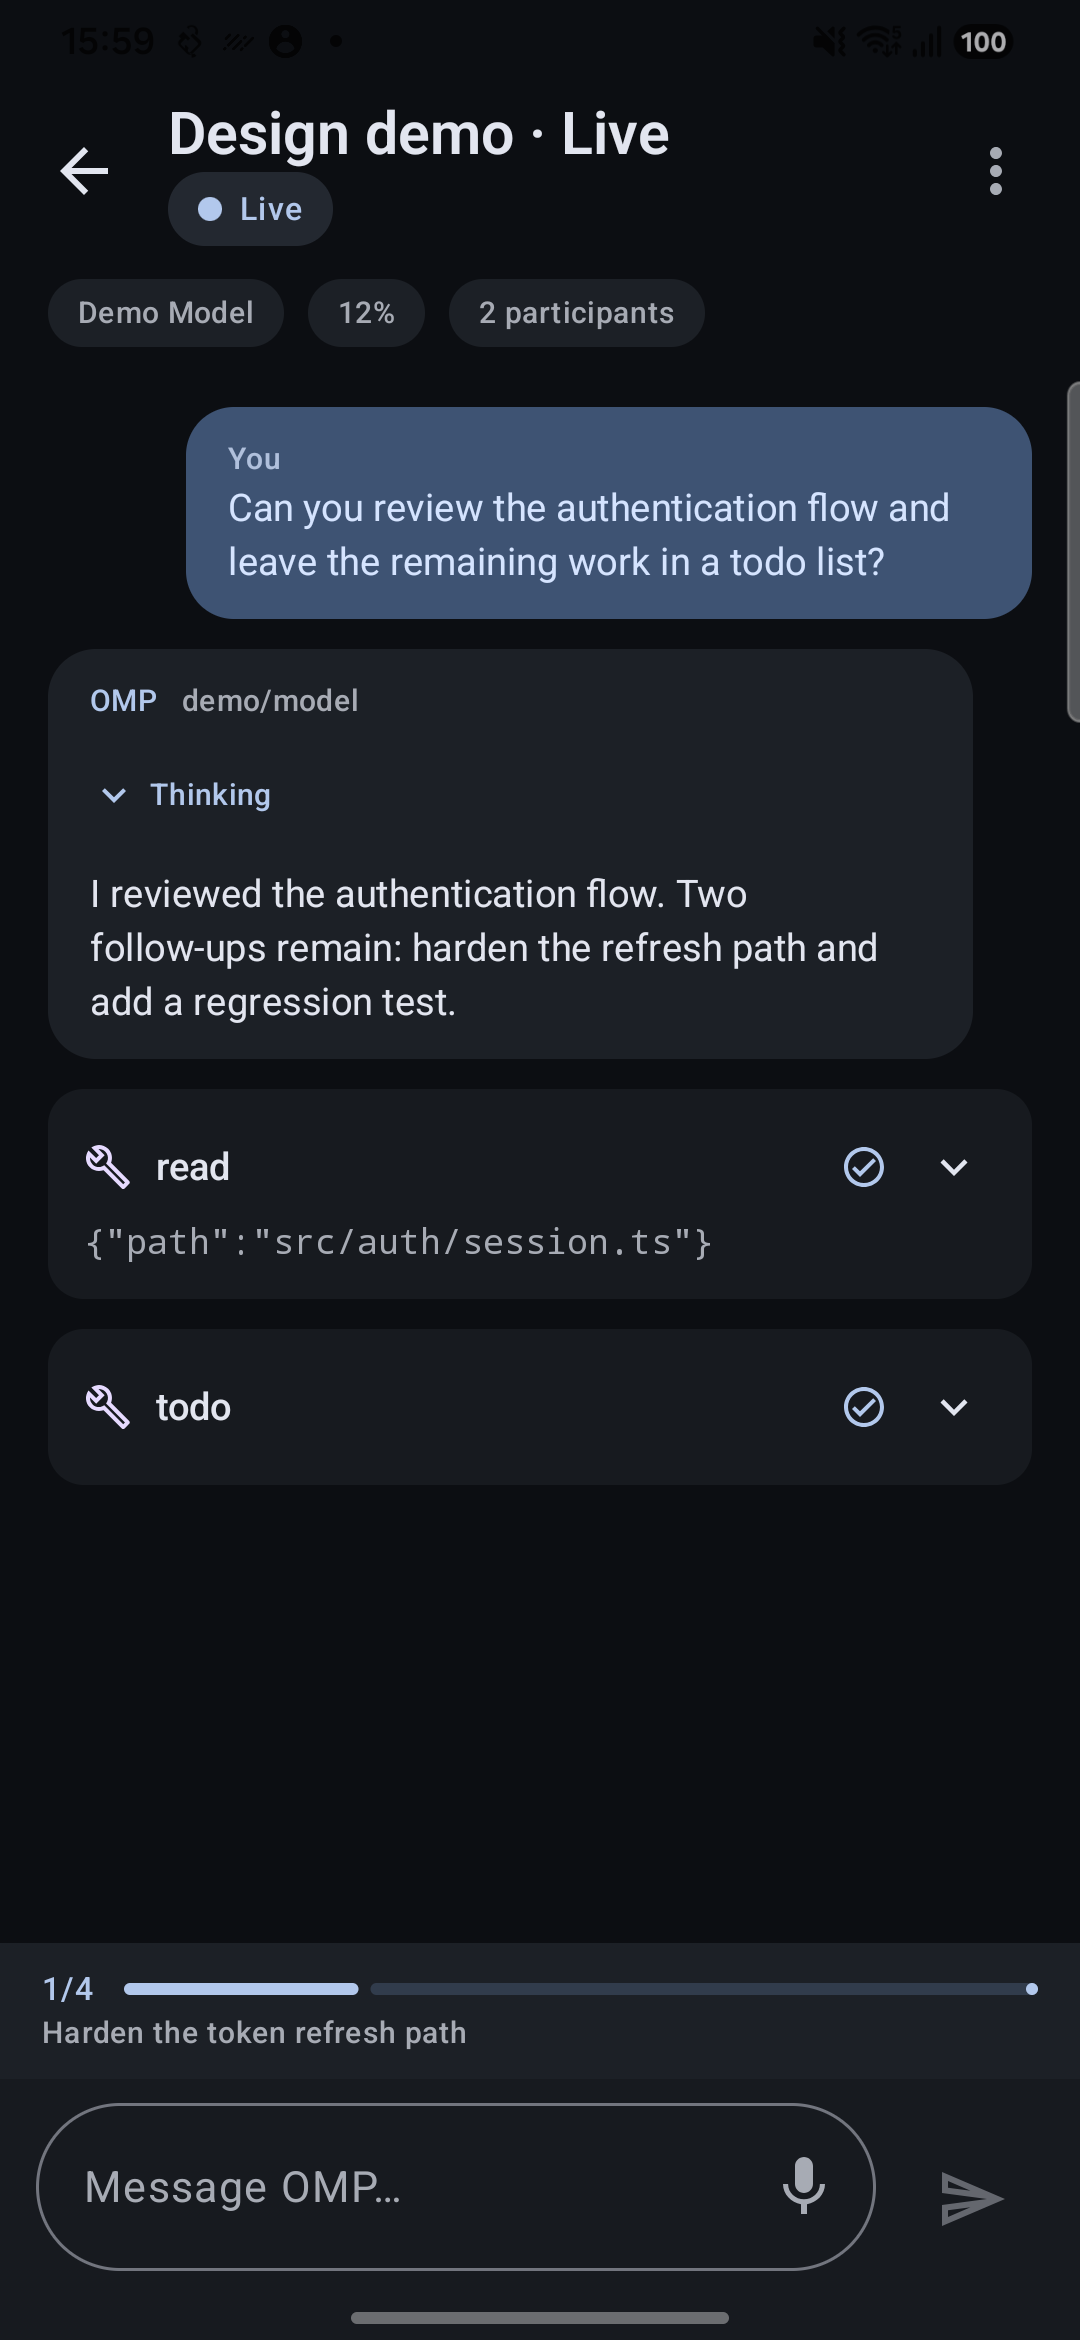 15:59
100
Design demo · Live
Live
Demo Model
12%
2 participants
You
Can you review the authentication flow and
leave the remaining work in a todo list?
OMP demo/model
Thinking
I reviewed the authentication flow. Two
follow-ups remain: harden the refresh path and
add a regression test.
read
{"path":"src/auth/session.ts"}
todo
1/4
Harden the token refresh path
Message OMP...